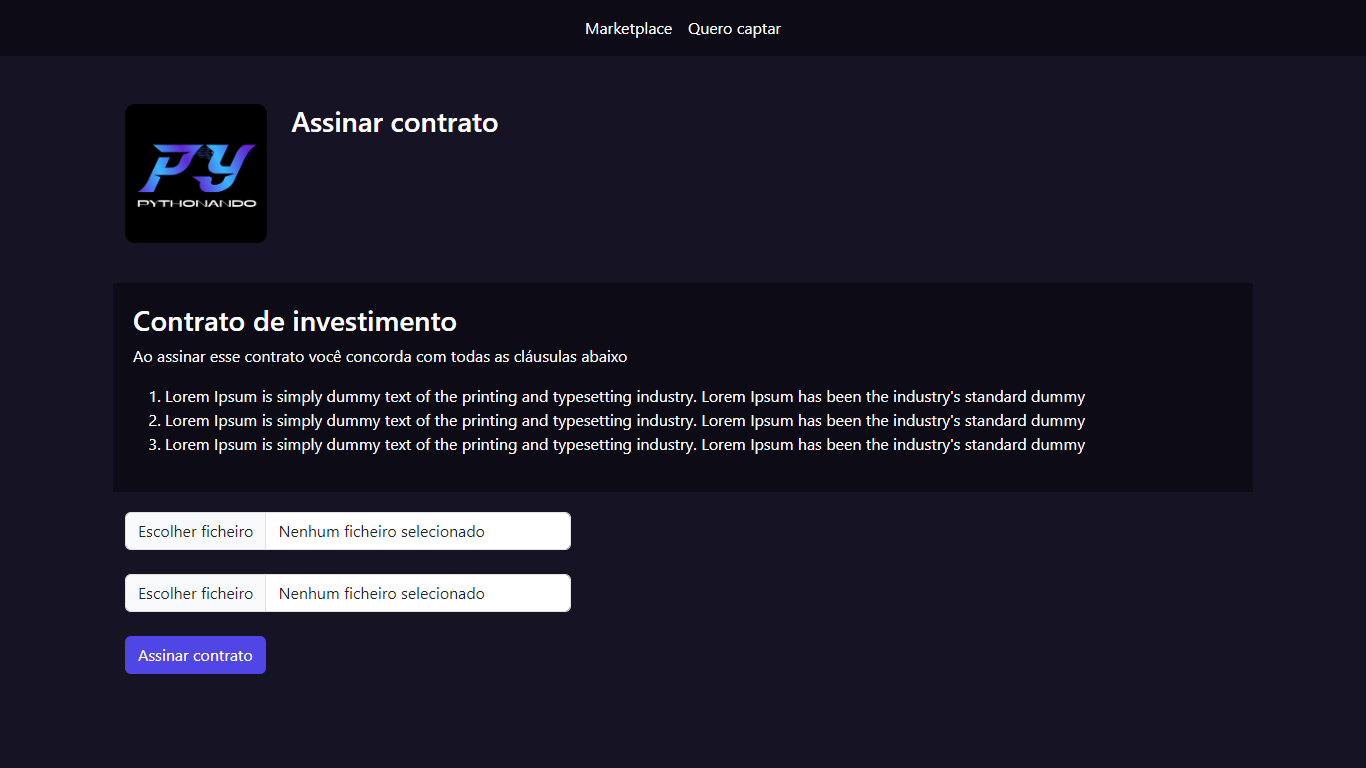 Marketplace Quero captar
PY
PYTHONANDO
Assinar contrato
Contrato de investimento
Ao assinar esse contrato você concorda com todas as cláusulas abaixo
1. Lorem Ipsum is simply dummy text of the printing and typesetting industry. Lorem Ipsum has been the industry's standard dummy
2. Lorem Ipsum is simply dummy text of the printing and typesetting industry. Lorem Ipsum has been the industry's standard dummy
3. Lorem Ipsum is simply dummy text of the printing and typesetting industry. Lorem Ipsum has been the industry's standard dummy
Escolher ficheiro Nenhum ficheiro selecionado
Escolher ficheiro Nenhum ficheiro selecionado
Assinar contrato